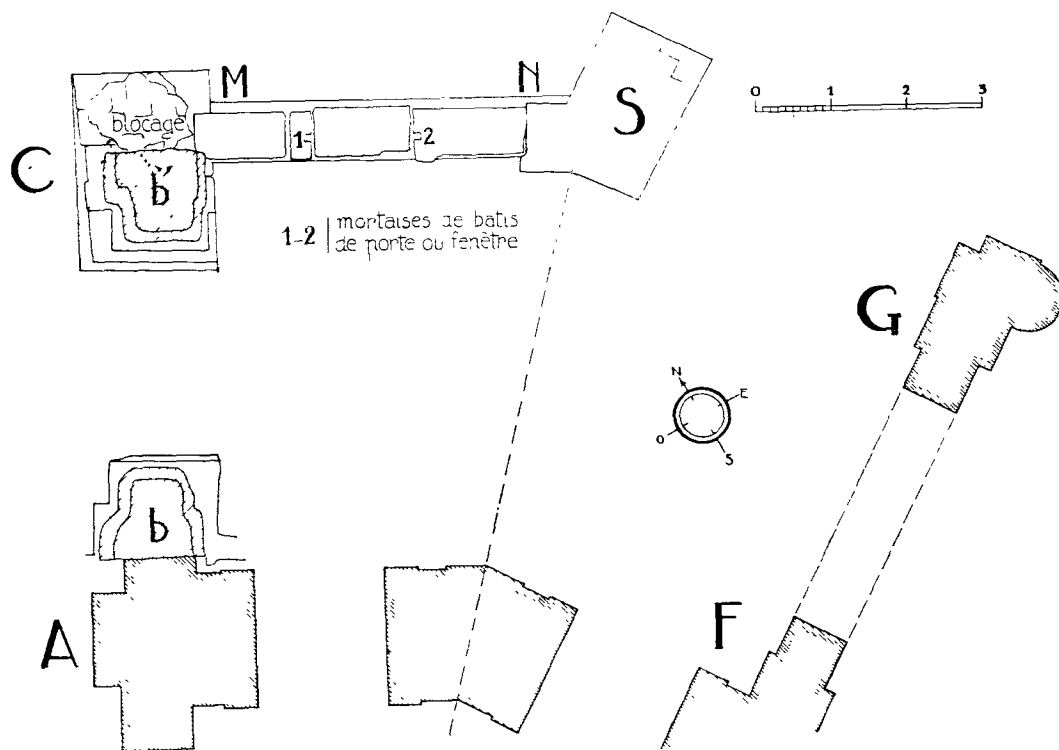 M
N
S
0 1 2 3
blocage
1
2
C
b'
1-2 mortaises de batis
de porte ou fenêtre
G
N
E
O
S
b
A
F